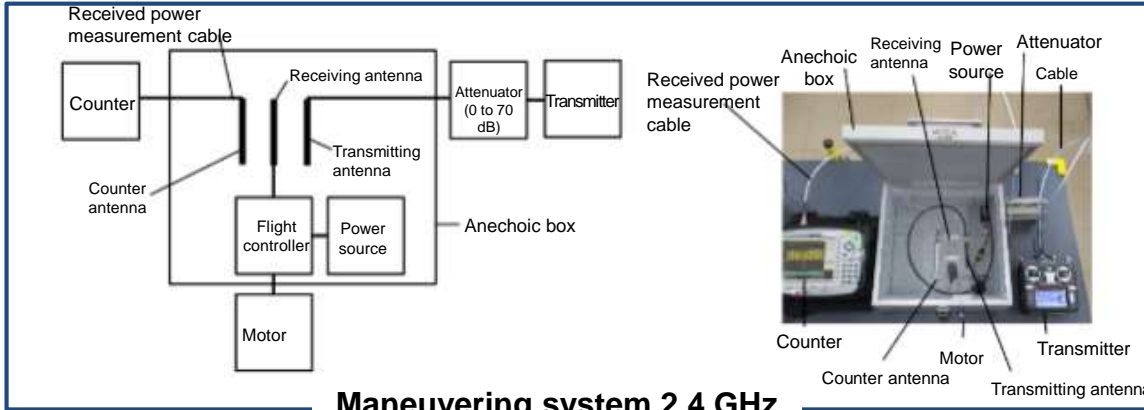 Received power
measurement cable
Counter
Receiving antenna
Attenuator
(0 to 70
dB)
Transmitter
Counter
antenna
Transmitting
antenna
Flight
controller
Power
source
Anechoic box
Motor
Received power
measurement
cable
Anechoic
box
Receiving
antenna
Power
source
Attenuator
Cable
Counter
Counter antenna
Motor
Transmitter
Transmitting antenna
Maneuvering system 2.4 GHz